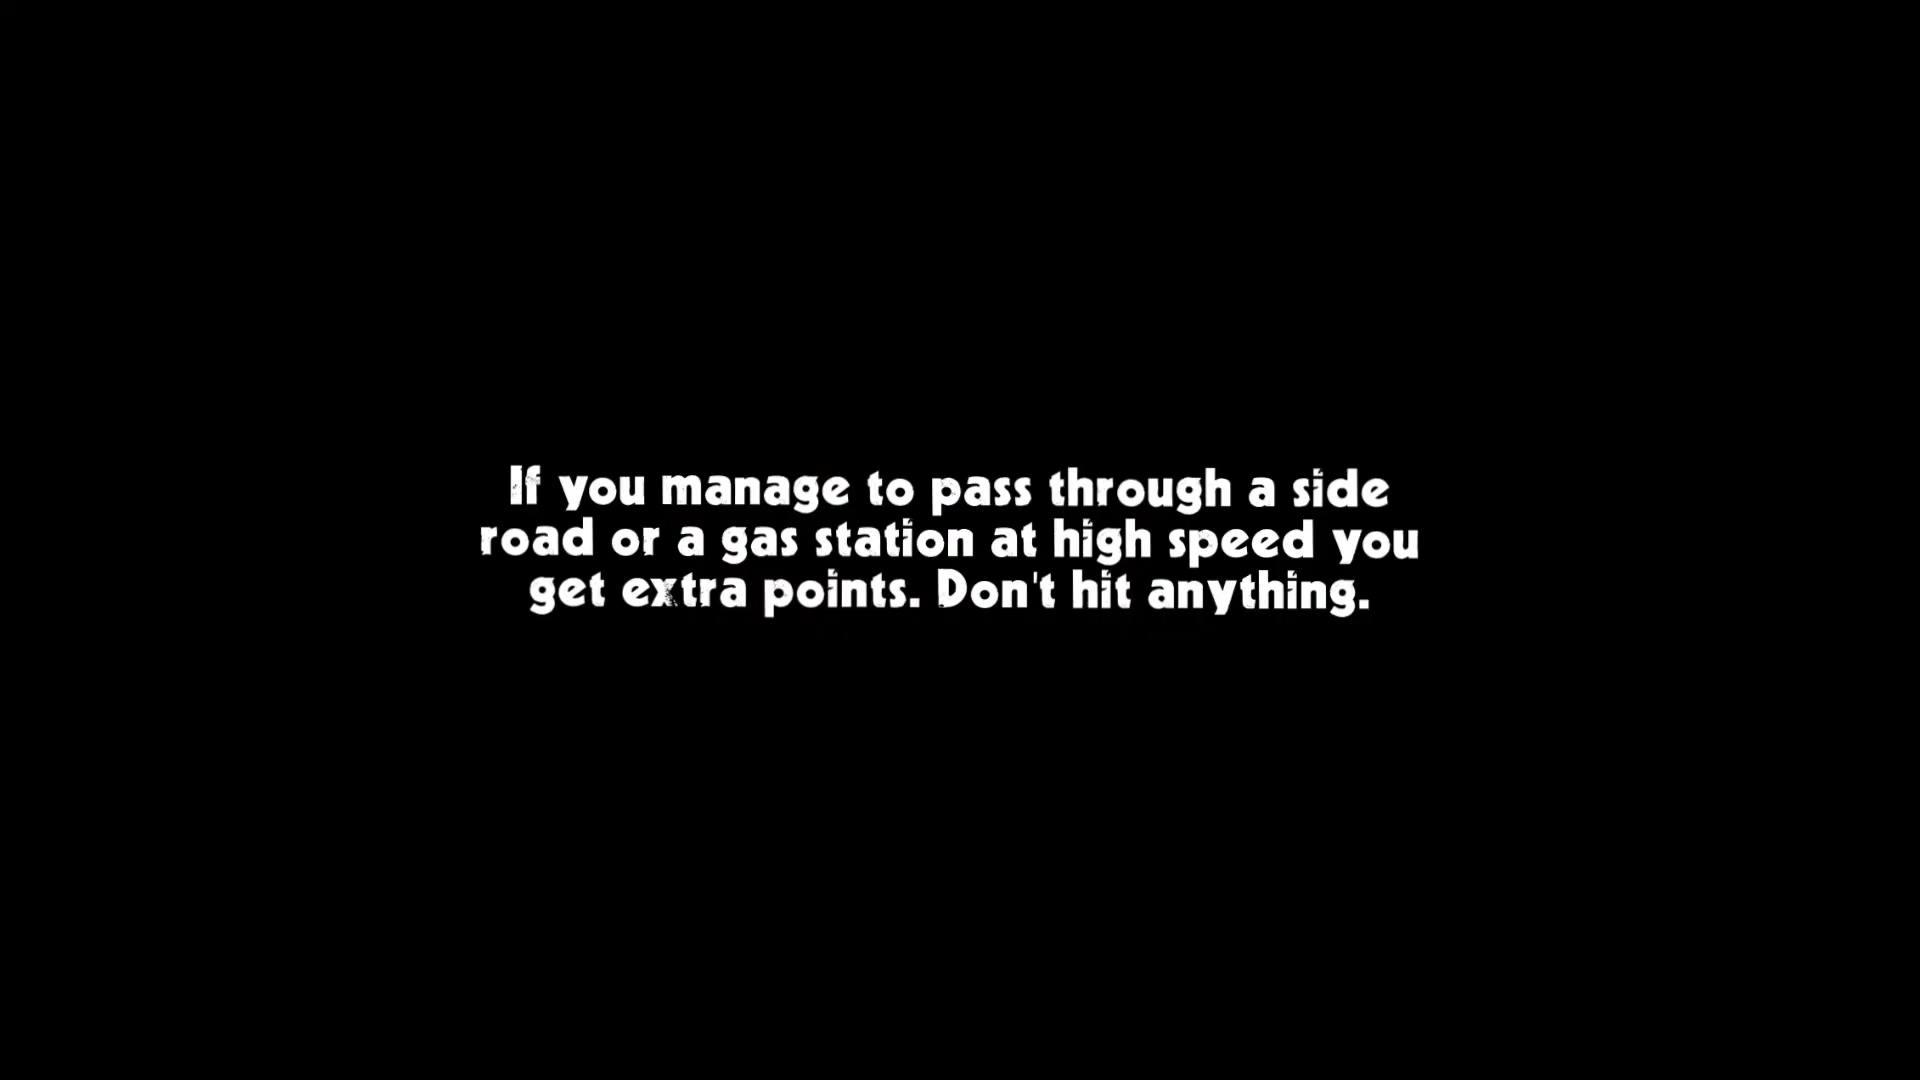 If you manage to pass through a side
road or a gas station at high speed you
get extra points. Don't hit anything.